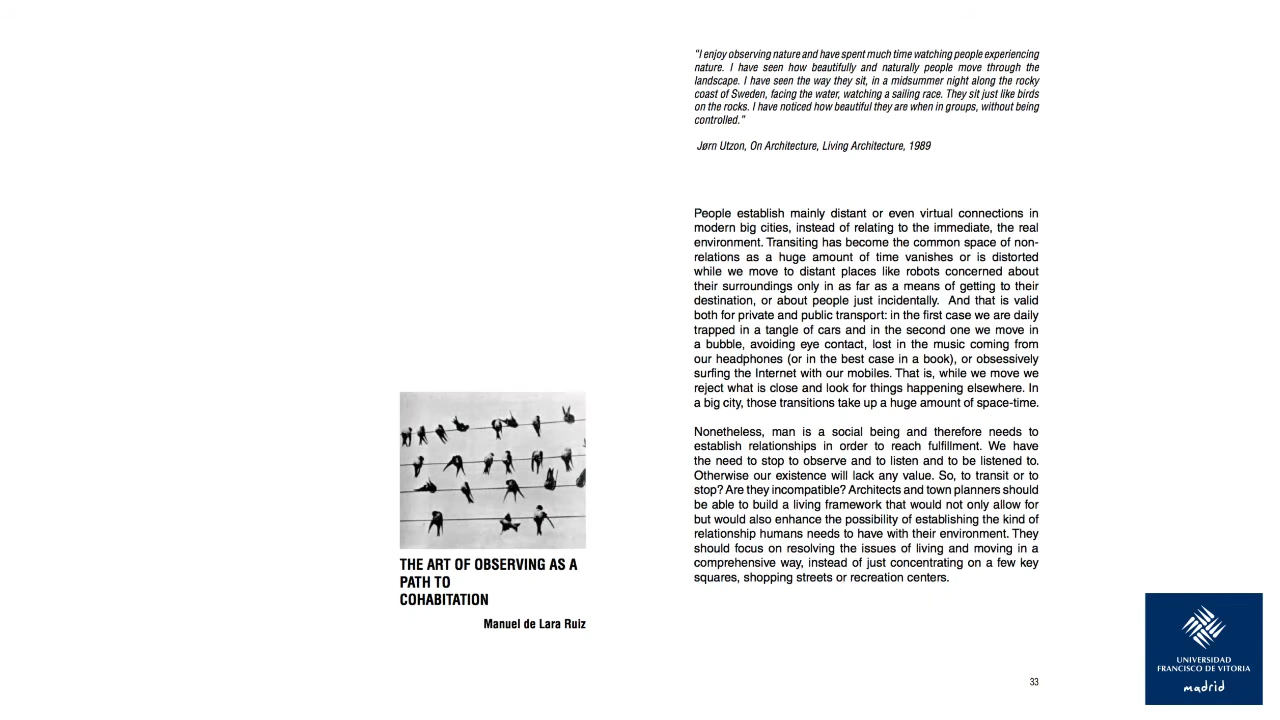 THE ART OF OBSERVING AS A
PATH TO
COHABITATION
Manuel de Lara Ruiz
"I enjoy observing nature and have spent much time watching people experiencing
nature. I have seen how beautifully and naturally people move through the
landscape. I have seen the way they sit, in a midsummer night along the rocky
coast of Sweden, facing the water, watching a sailing race. They sit just like birds
on the rocks. I have noticed how beautiful they are when in groups, without being
controlled."
Jørn Utzon, On Architecture, Living Architecture, 1989
People establish mainly distant or even virtual connections in
modern big cities, instead of relating to the immediate, the real
environment. Transiting has become the common space of non-
relations as a huge amount of time vanishes or is distorted
while we move to distant places like robots concerned about
their surroundings only in as far as a means of getting to their
destination, or about people just incidentally. And that is valid
both for private and public transport: in the first case we are daily
trapped in a tangle of cars and in the second one we move in
a bubble, avoiding eye contact, lost in the music coming from
our headphones (or in the best case in a book), or obsessively
surfing the Internet with our mobiles. That is, while we move we
reject what is close and look for things happening elsewhere. In
a big city, those transitions take up a huge amount of space-time.
Nonetheless, man is a social being and therefore needs to
establish relationships in order to reach fulfillment. We have
the need to stop to observe and to listen and to be listened to.
Otherwise our existence will lack any value. So, to transit or to
stop? Are they incompatible? Architects and town planners should
be able to build a living framework that would not only allow for
but would also enhance the possibility of establishing the kind of
relationship humans needs to have with their environment. They
should focus on resolving the issues of living and moving in a
comprehensive way, instead of just concentrating on a few key
squares, shopping streets or recreation centers.
33
UNIVERSIDAD
FRANCISCO DE VITORIA
madrid